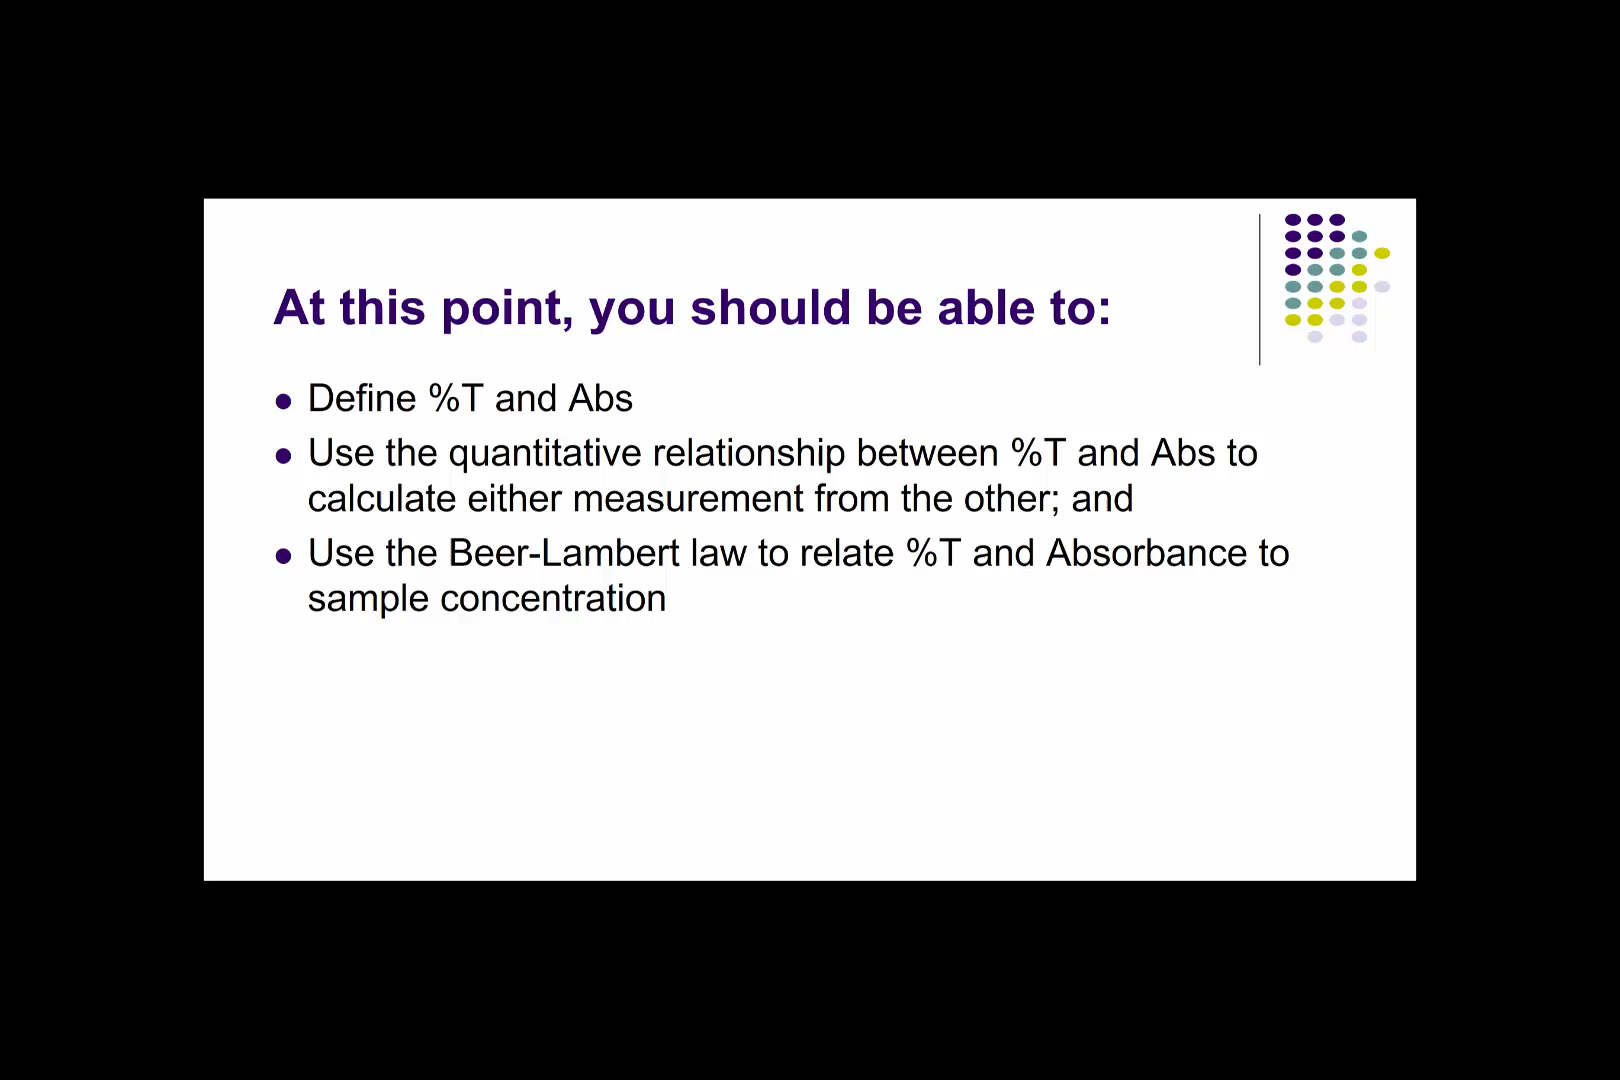 At this point, you should be able to:
Define %T and Abs
Use the quantitative relationship between %T and Abs to
calculate either measurement from the other; and
Use the Beer-Lambert law to relate %T and Absorbance to
sample concentration